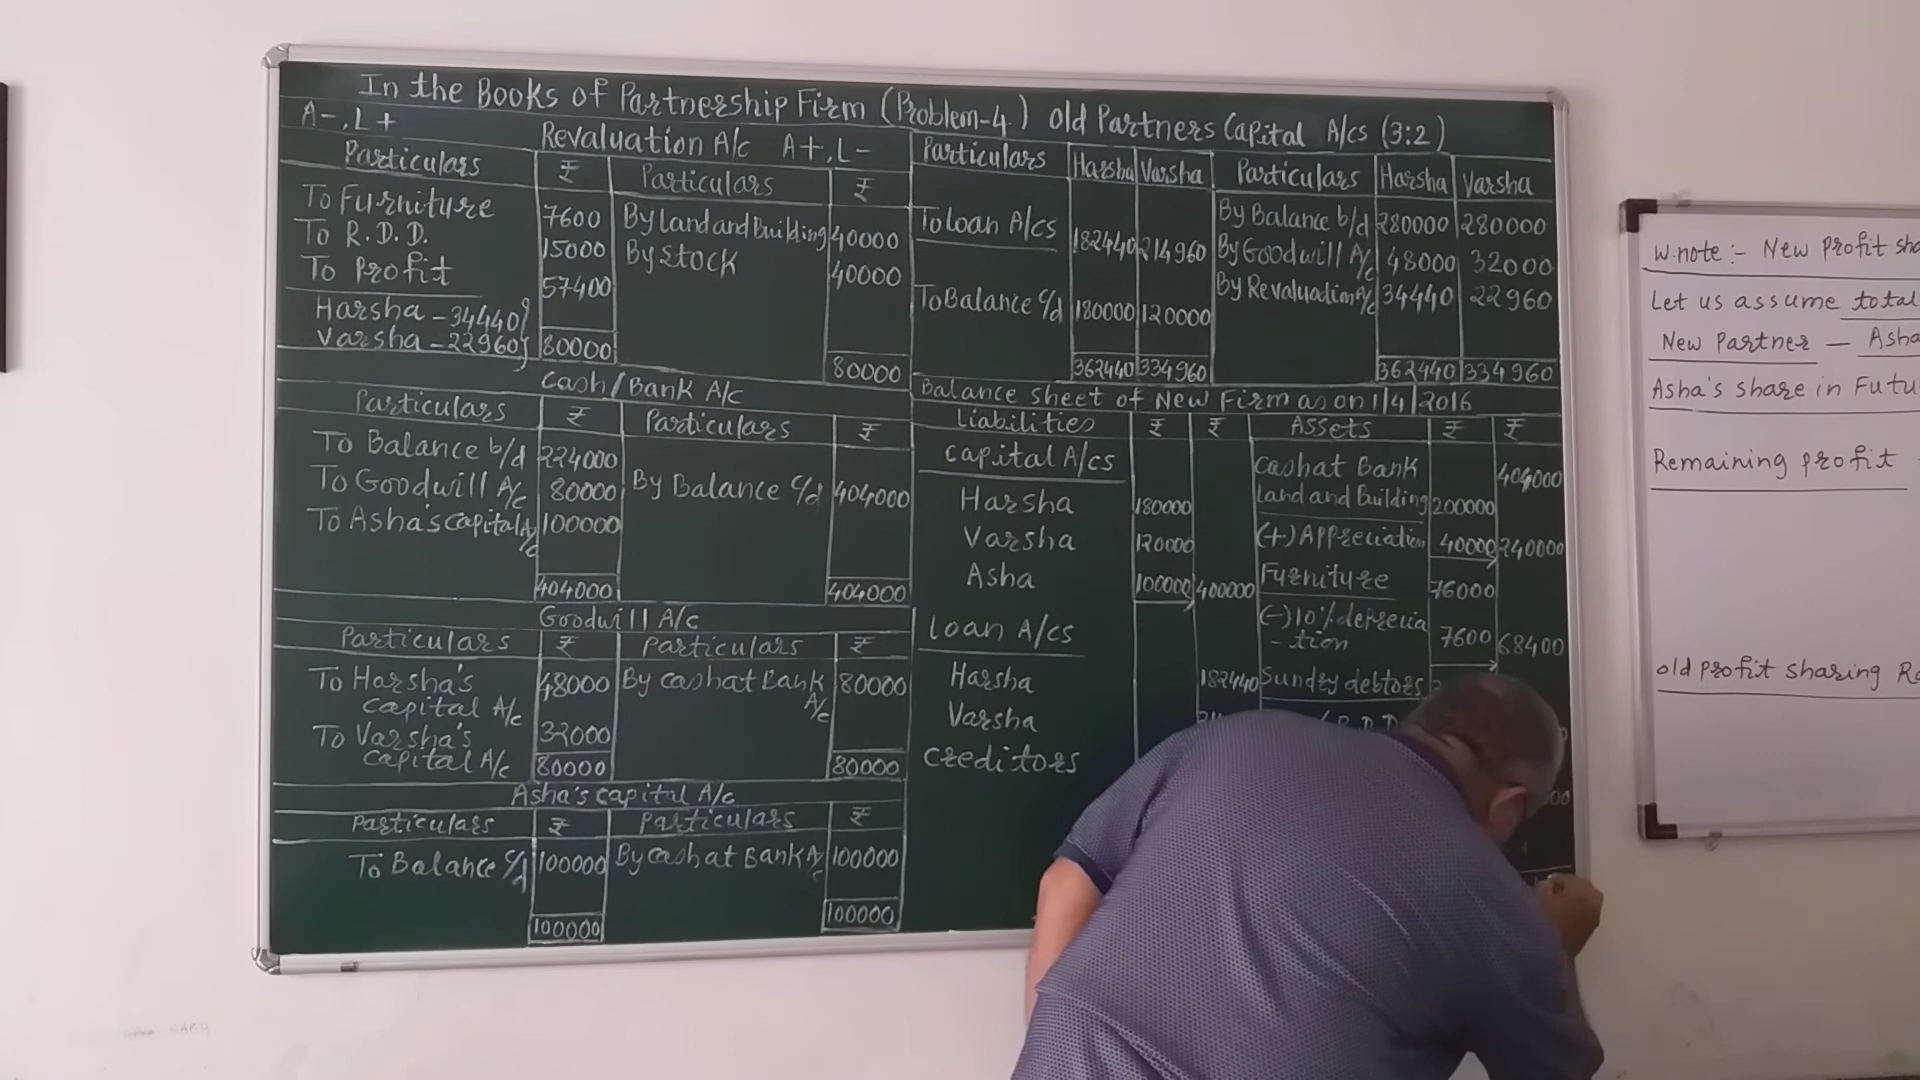 In the Books of Partnership Firm (Problem-4.) old Partners Capital A/cs (3:2)
A-, L+
Revaluation A/c A+, L-
Particulars ₹ Particulars ₹
To Furniture 7600 By land and Building 40000
To R.D.D. 15000 By stock 40000
To Profit 57400
Harsha - 34440}
Varsha - 22960} 80000
80000
Cash/Bank A/c
Particulars ₹ Particulars ₹
To Balance b/d 224000
To Goodwill A/c 80000 By Balance c/d 404000
To Asha's capital A/c 100000
404000 404000
Goodwill A/c
Particulars ₹ Particulars ₹
To Harsha's 48000 By cash at Bank 80000
capital A/c A/c
To Varsha's 32000
capital A/c 80000 80000
Asha's capital A/c
Particulars ₹ Particulars ₹
To Balance c/d 100000 By cash at Bank A/c 100000
100000 100000
Particulars Harsha Varsha Particulars Harsha Varsha
To loan A/cs 182440 214960 By Balance b/d 280000 280000
By Goodwill A/c 48000 32000
To Balance c/d 180000 120000 By Revaluation A/c 34440 22960
362440 334960 362440 334960
Balance sheet of New Firm as on 1/4/2016
Liabilities ₹ ₹ Assets ₹ ₹
capital A/cs cash at Bank 404000
Harsha 180000 land and Building 200000
Varsha 120000 (+) Appreciation 40000 240000
Asha 100000 400000 Furniture 76000
loan A/cs (-) 10% deprecia
-tion 7600 68400
Harsha 182440 Sundry debtors
Varsha R.D.D.
creditors
W.note :- New Profit
Let us assume total
New Partner — Asha
Asha's share in
Remaining profit
old Profit sharing